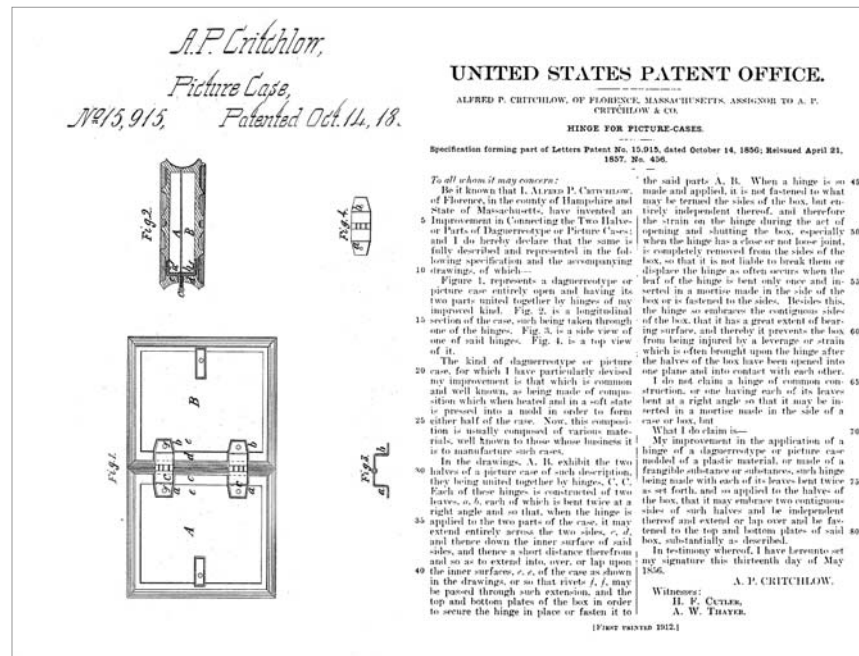 A. P. Critchlow,
Picture Case,
No 15,915, Patented Oct. 14, 18.
Fig. 2.
A
B
Fig. 4.
Fig. 1.
B
A
Fig. 3.
UNITED STATES PATENT OFFICE.
ALFRED P. CRITCHLOW, OF FLORENCE, MASSACHUSETTS, ASSIGNOR TO A. P.
CRITCHLOW & CO.
HINGE FOR PICTURE-CASES.
Specification forming part of Letters Patent No. 15,915, dated October 14, 1856; Reissued April 21,
1857, No. 456.
To all whom it may concern:
Be it known that I, ALFRED P. CRITCHLOW,
of Florence, in the county of Hampshire and
State of Massachusetts, have invented an
5 Improvement in Connecting the Two Halves
or Parts of Daguerreotype or Picture Cases;
and I do hereby declare that the same is
fully described and represented in the fol-
lowing specification and the accompanying
10 drawings, of which—
Figure 1, represents a daguerreotype or
picture case entirely open and having its
two parts united together by hinges of my
improved kind. Fig. 2, is a longitudinal
15 section of the case, such being taken through
one of the hinges. Fig. 3, is a side view of
one of said hinges. Fig. 4, is a top view
of it.
The kind of daguerreotype or picture
20 case, for which I have particularly devised
my improvement is that which is common
and well known, as being made of compo-
sition which when heated and in a soft state
is pressed into a mold in order to form
25 either half of the case. Now, this composi-
tion is usually composed of various mate-
rials, well known to those whose business it
is to manufacture such cases.
In the drawings, A, B, exhibit the two
30 halves of a picture case of such description,
they being united together by hinges, C, C.
Each of these hinges is constructed of two
leaves, a, b, each of which is bent twice at a
right angle and so that, when the hinge is
35 applied to the two parts of the case, it may
extend entirely across the two sides, c, d,
and thence down the inner surface of said
sides, and thence a short distance therefrom
and so as to extend into, over, or lap upon
40 the inner surfaces, e, e, of the case as shown
in the drawings, or so that rivets f, f, may
be passed through such extension, and the
top and bottom plates of the box in order
to secure the hinge in place or fasten it to
the said parts A, B. When a hinge is so 45
made and applied, it is not fastened to what
may be termed the sides of the box, but en-
tirely independent thereof, and therefore
the strain on the hinge during the act of
opening and shutting the box, especially 50
when the hinge has a close or not loose joint,
is completely removed from the sides of the
box, so that it is not liable to break them or
displace the hinge as often occurs when the
leaf of the hinge is bent only once and in- 55
serted in a mortise made in the side of the
box or is fastened to the sides. Besides this,
the hinge so embraces the contiguous sides
of the box, that it has a great extent of bear-
ing surface, and thereby it prevents the box 60
from being injured by a leverage or strain
which is often brought upon the hinge after
the halves of the box have been opened into
one plane and into contact with each other.
I do not claim a hinge of common con- 65
struction, or one having each of its leaves
bent at a right angle so that it may be in-
serted in a mortise made in the side of a
case or box, but
What I do claim is— 70
My improvement in the application of a
hinge of a daguerreotype or picture case
molded of a plastic material, or made of a
frangible substance or substances, such hinge
being made with each of its leaves bent twice 75
as set forth, and so applied to the halves of
the box, that it may embrace two contiguous
sides of such halves and be independent
thereof and extend or lap over and be fas-
tened to the top and bottom plates of said 80
box, substantially as described.
In testimony whereof, I have hereunto set
my signature this thirteenth day of May
1856.
A. P. CRITCHLOW.
Witnesses:
H. F. CUTLER,
A. W. THAYER.
[FIRST PRINTED 1912.]